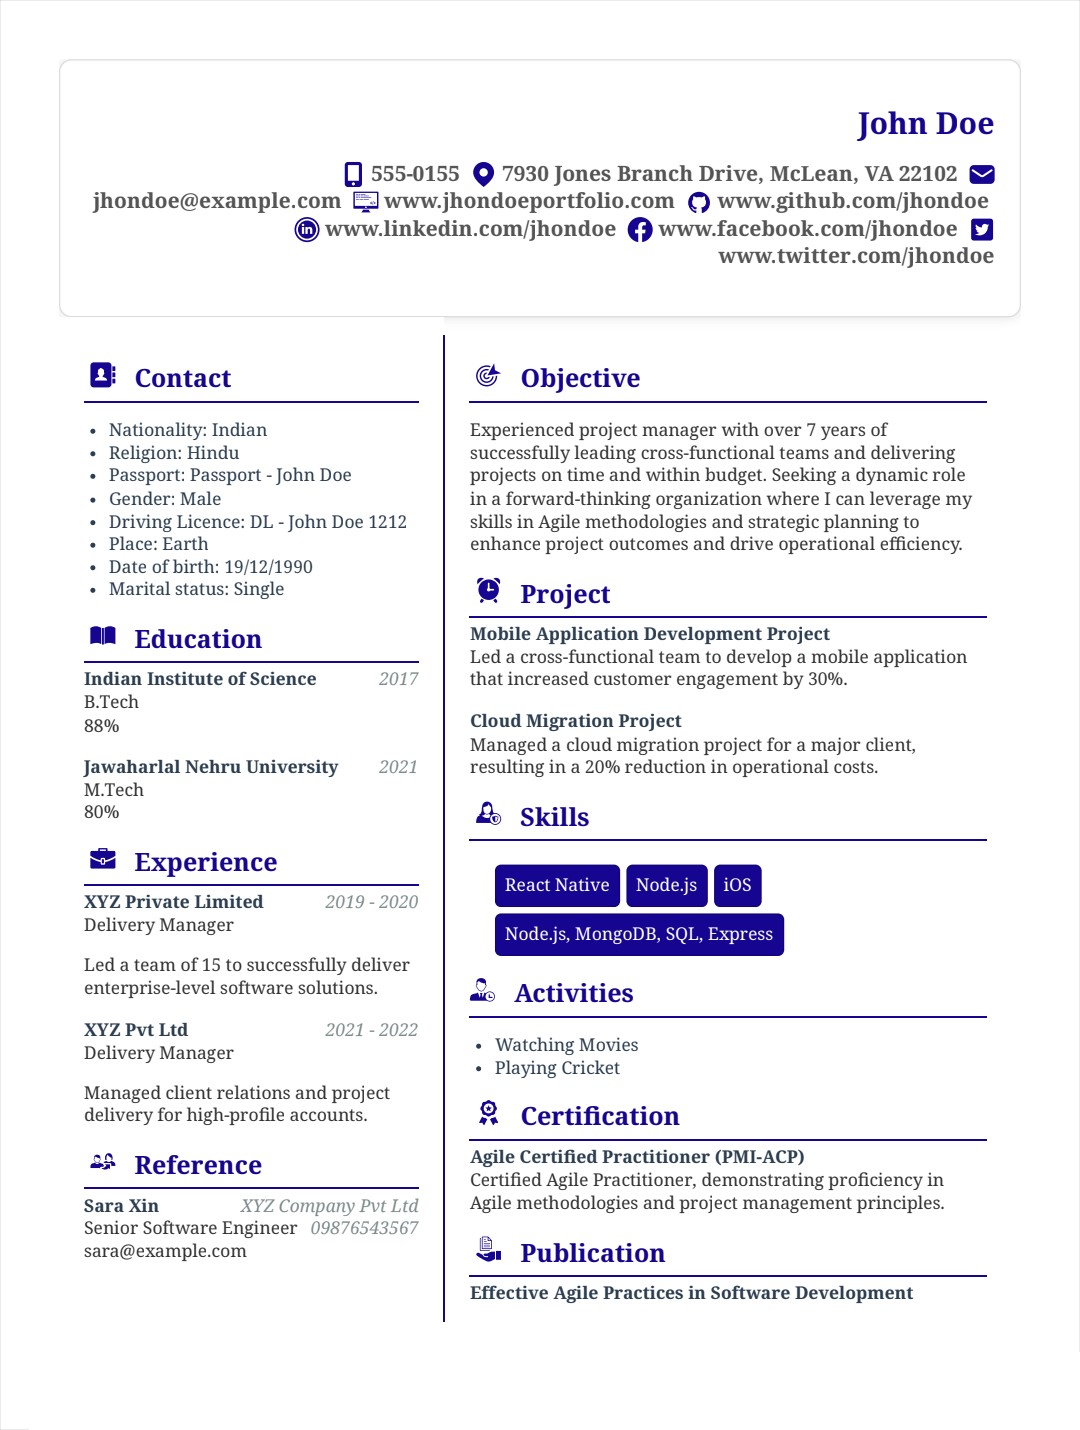 John Doe
555-0155 7930 Jones Branch Drive, McLean, VA 22102
jhondoe@example.com www.jhondoeportfolio.com www.github.com/jhondoe
www.linkedin.com/jhondoe www.facebook.com/jhondoe
www.twitter.com/jhondoe
Contact
• Nationality: Indian
• Religion: Hindu
• Passport: Passport - John Doe
• Gender: Male
• Driving Licence: DL - John Doe 1212
• Place: Earth
• Date of birth: 19/12/1990
• Marital status: Single
Education
Indian Institute of Science 2017
B.Tech
88%
Jawaharlal Nehru University 2021
M.Tech
80%
Experience
XYZ Private Limited 2019 - 2020
Delivery Manager
Led a team of 15 to successfully deliver
enterprise-level software solutions.
XYZ Pvt Ltd 2021 - 2022
Delivery Manager
Managed client relations and project
delivery for high-profile accounts.
Reference
Sara Xin XYZ Company Pvt Ltd
Senior Software Engineer 09876543567
sara@example.com
Objective
Experienced project manager with over 7 years of
successfully leading cross-functional teams and delivering
projects on time and within budget. Seeking a dynamic role
in a forward-thinking organization where I can leverage my
skills in Agile methodologies and strategic planning to
enhance project outcomes and drive operational efficiency.
Project
Mobile Application Development Project
Led a cross-functional team to develop a mobile application
that increased customer engagement by 30%.
Cloud Migration Project
Managed a cloud migration project for a major client,
resulting in a 20% reduction in operational costs.
Skills
React Native Node.js iOS
Node.js, MongoDB, SQL, Express
Activities
• Watching Movies
• Playing Cricket
Certification
Agile Certified Practitioner (PMI-ACP)
Certified Agile Practitioner, demonstrating proficiency in
Agile methodologies and project management principles.
Publication
Effective Agile Practices in Software Development